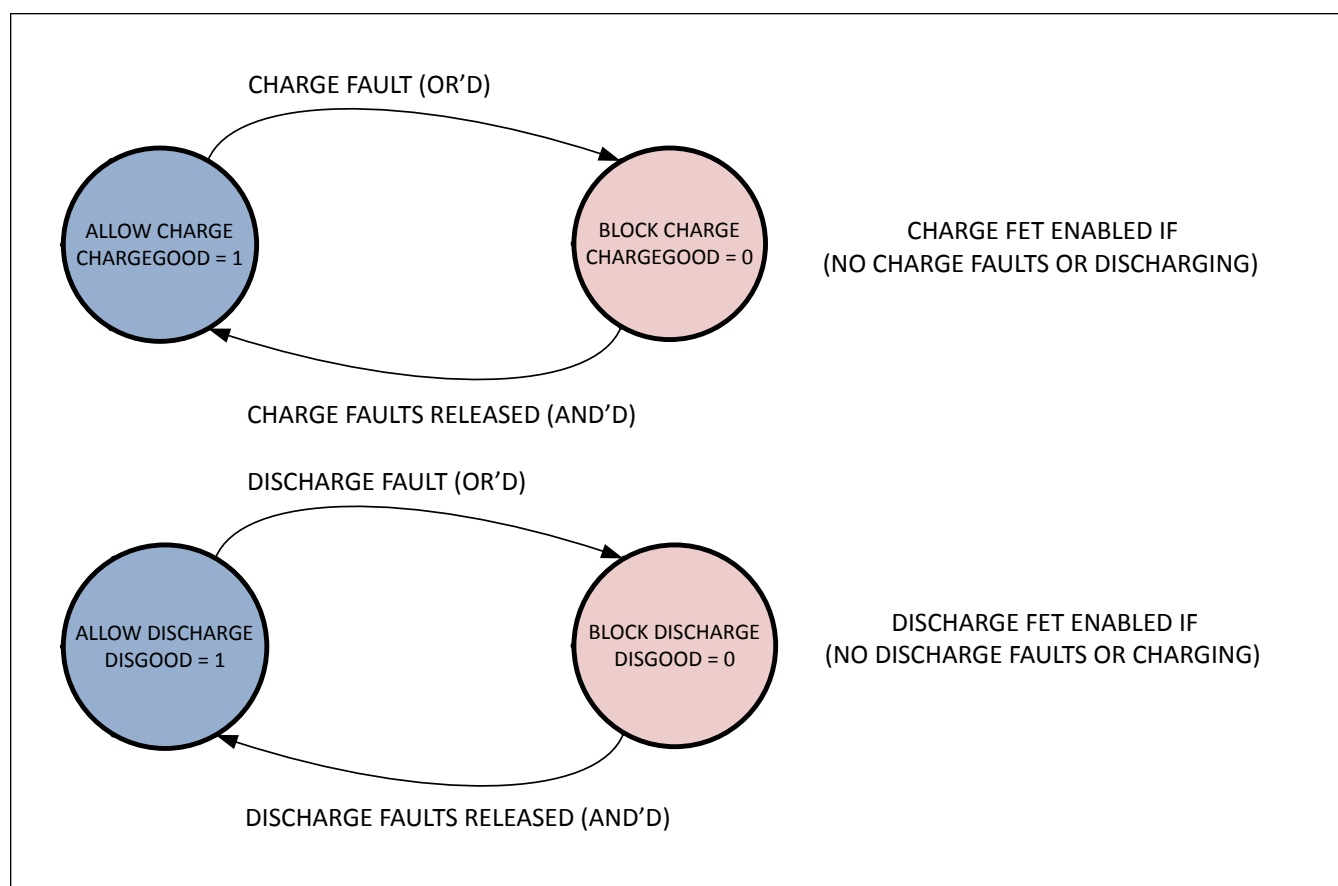 CHARGE FAULT (OR’D)
ALLOW CHARGE
CHARGEGOOD = 1
BLOCK CHARGE
CHARGEGOOD = 0
CHARGE FET ENABLED IF
(NO CHARGE FAULTS OR DISCHARGING)
CHARGE FAULTS RELEASED (AND’D)
DISCHARGE FAULT (OR’D)
ALLOW DISCHARGE
DISGOOD = 1
BLOCK DISCHARGE
DISGOOD = 0
DISCHARGE FET ENABLED IF
(NO DISCHARGE FAULTS OR CHARGING)
DISCHARGE FAULTS RELEASED (AND’D)